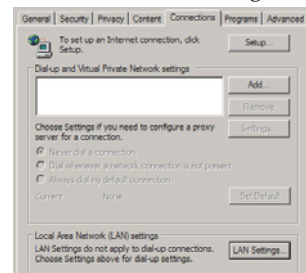 General Security Privacy Content Connections Programs Advanced
To set up an Internet connection, click
Setup.
Setup...
Dial-up and Virtual Private Network settings
Add...
Remove
Choose Settings if you need to configure a proxy
server for a connection.
Settings...
Never dial a connection
Dial whenever a network connection is not present
Always dial my default connection
Current None
Set Default
Local Area Network (LAN) settings
LAN Settings do not apply to dial-up connections.
Choose Settings above for dial-up settings.
LAN Settings...